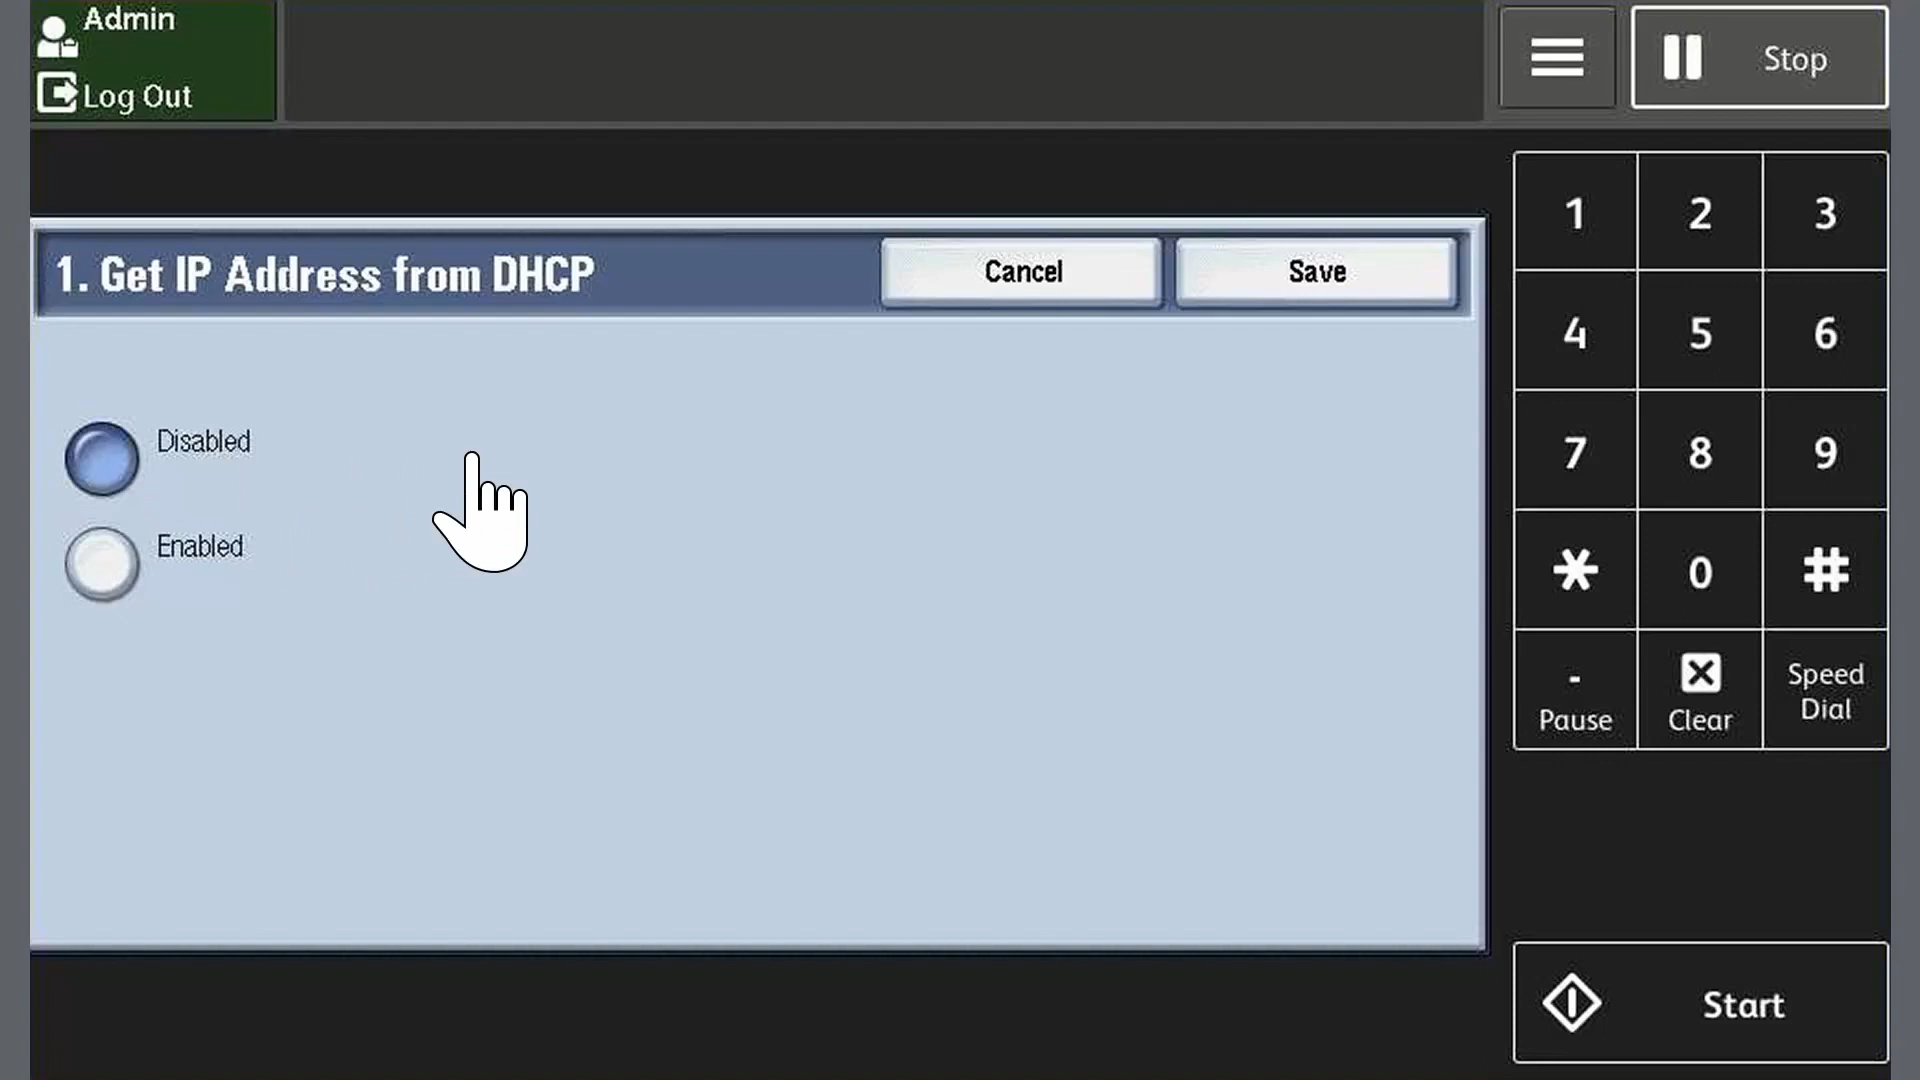 Admin
Log Out
Stop
1. Get IP Address from DHCP
Cancel
Save
Disabled
Enabled
1 2 3
4 5 6
7 8 9
* 0 #
- Pause
Clear
Speed
Dial
Start